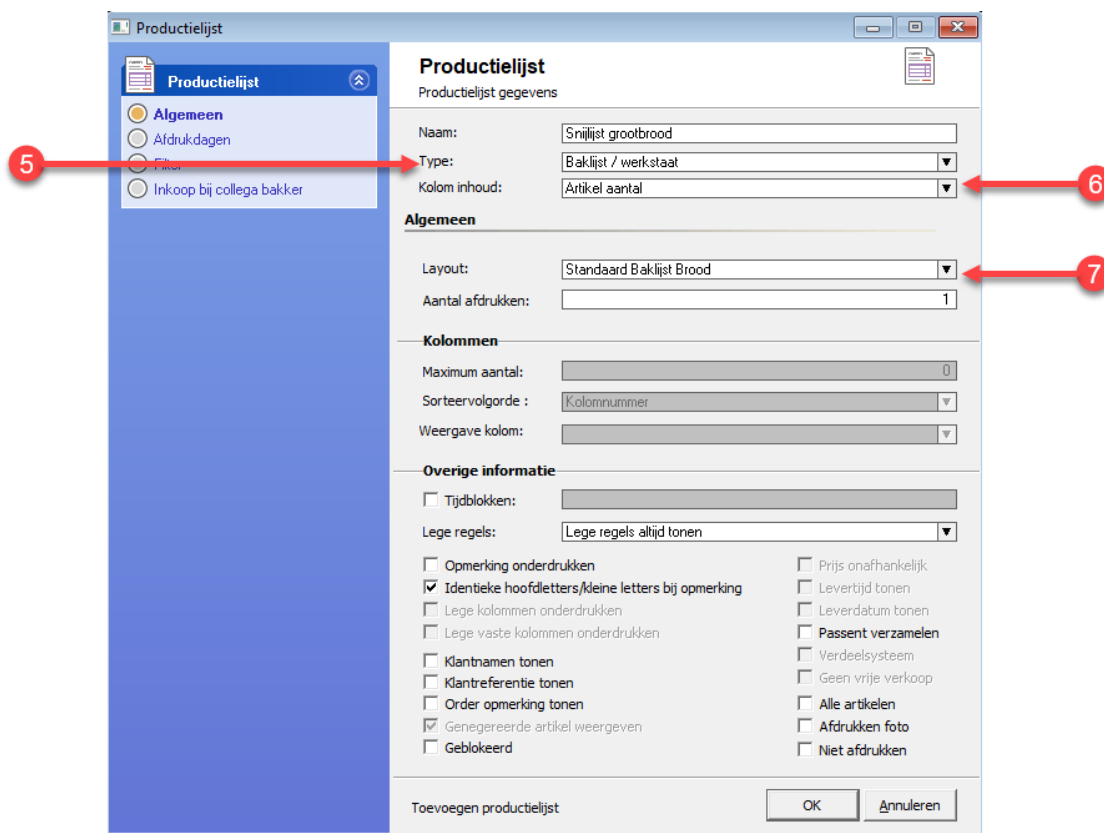 Productielijst
Productielijst
Algemeen
Afdrukdagen
Filter
Inkoop bij collega bakker
Productielijst
Productielijst gegevens
Naam: Snijlijst grootbrood
5 Type: Baklijst / werkstaat
Kolom inhoud: Artikel aantal 6
Algemeen
Layout: Standaard Baklijst Brood 7
Aantal afdrukken: 1
Kolommen
Maximum aantal: 0
Sorteervolgorde : Kolomnummer
Weergave kolom:
Overige informatie
Tijdblokken:
Lege regels: Lege regels altijd tonen
Opmerking onderdrukken Prijs onafhankelijk
Identieke hoofdletters/kleine letters bij opmerking Levertijd tonen
Lege kolommen onderdrukken Leverdatum tonen
Lege vaste kolommen onderdrukken Passent verzamelen
Verdeelsysteem
Klantnamen tonen
Geen vrije verkoop
Klantreferentie tonen
Order opmerking tonen Alle artikelen
Genegereerde artikel weergeven Afdrukken foto
Geblokeerd Niet afdrukken
Toevoegen productielijst OK Annuleren